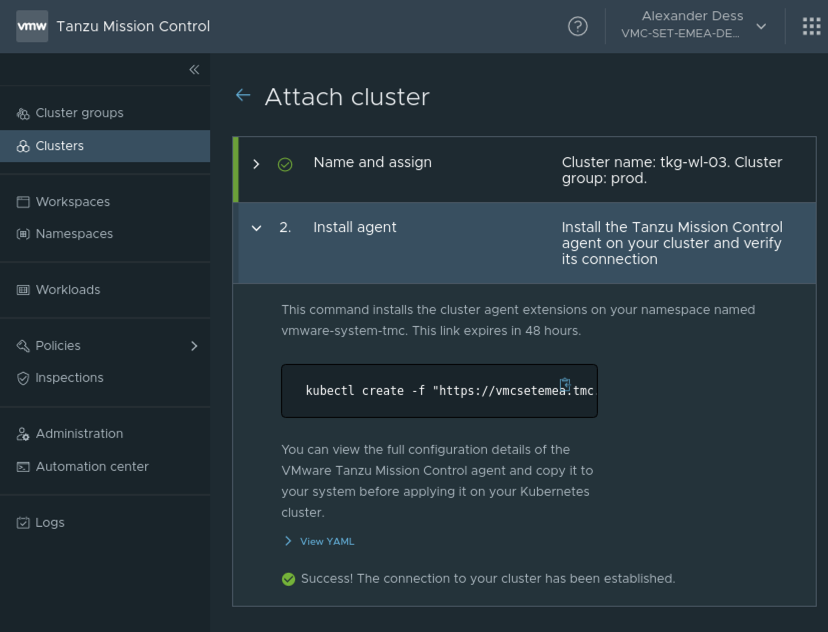 vmw Tanzu Mission Control
Alexander Dess
VMC-SET-EMEA-DE...
Cluster groups
Clusters
Workspaces
Namespaces
Workloads
Policies
Inspections
Administration
Automation center
Logs
Attach cluster
Name and assign
Cluster name: tkg-wl-03. Cluster
group: prod.
2. Install agent
Install the Tanzu Mission Control
agent on your cluster and verify
its connection
This command installs the cluster agent extensions on your namespace named
vmware-system-tmc. This link expires in 48 hours.
kubectl create -f "https://vmcsetemea.tmc
You can view the full configuration details of the
VMware Tanzu Mission Control agent and copy it to
your system before applying it on your Kubernetes
cluster.
View YAML
Success! The connection to your cluster has been established.